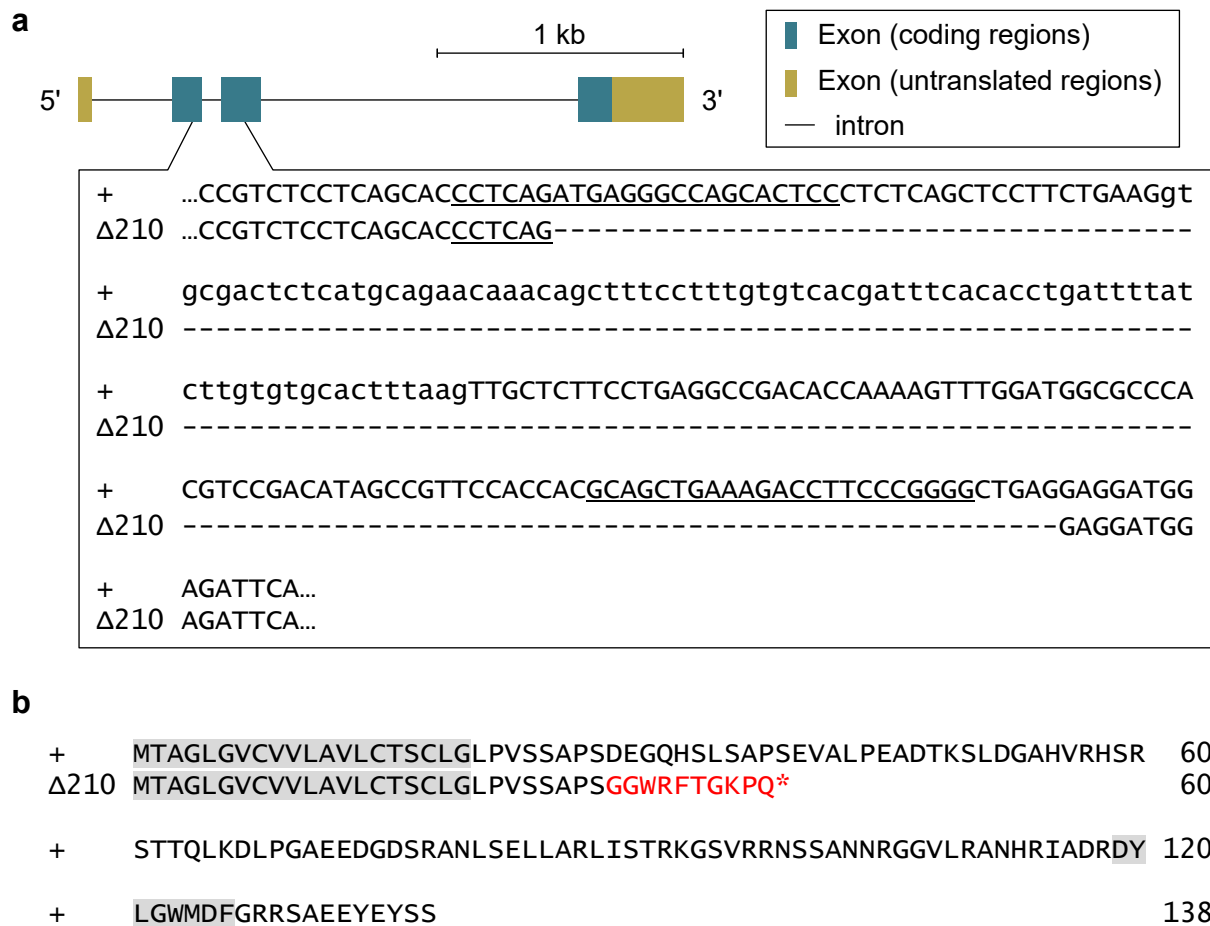 a
1 kb
5'
3'
Exon (coding regions)
Exon (untranslated regions)
intron
+ ...CCGTCTCCTCAGCACCCTCAGATGAGGGCCAGCACTCCCTCTCAGCTCCTTCTGAAGgt
Δ210 ...CCGTCTCCTCAGCACCCTCAG--------------------------------------
+ gcgactctcatgcagaacaaacagctttcctttgtgtcacgatttcacacctgattttat
Δ210 ------------------------------------------------------------
+ cttgtgtgcactttaagTTGCTCTTCCTGAGGCCGACACCAAAAGTTTGGATGGCGCCCA
Δ210 ------------------------------------------------------------
+ CGTCCGACATAGCCGTTCCACCACGCAGCTGAAAGACCTTCCCGGGGCTGAGGAGGATGG
Δ210 ----------------------------------------------------GAGGATGG
+ AGATTCA...
Δ210 AGATTCA...
b
+ MTAGLGVCVVLAVLCTSCLGLPVSSAPSDEGQHSLSAPSEVALPEADTKSLDGAHVRHSR 60
Δ210 MTAGLGVCVVLAVLCTSCLGLPVSSAPSGGWRFTGKPQ* 60
+ STTQLKDLPGAEEDGDSRANLSELLARLISTRKGSVRRNSSANNRGGVLRANHRIADRDY 120
+ LGWMDFGRRSAEEYEYSS 138